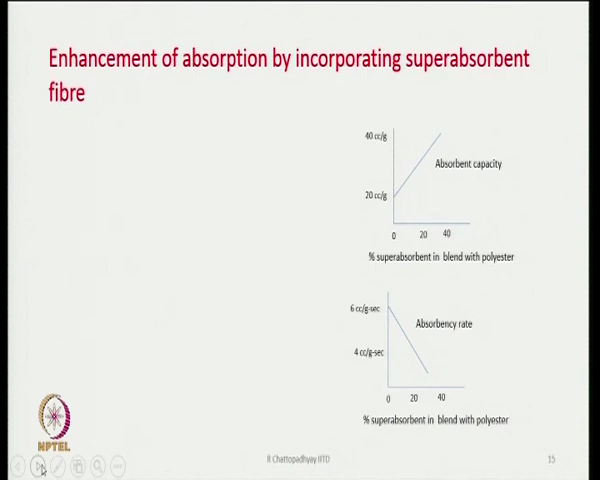 Enhancement of absorption by incorporating superabsorbent
fibre
40 cc/g
Absorbent capacity
20 cc/g
0 20 40
% superabsorbent in blend with polyester
6 cc/g-sec
Absorbency rate
4 cc/g-sec
0 20 40
% superabsorbent in blend with polyester
NPTEL
R Chattopadhyay IITD
15